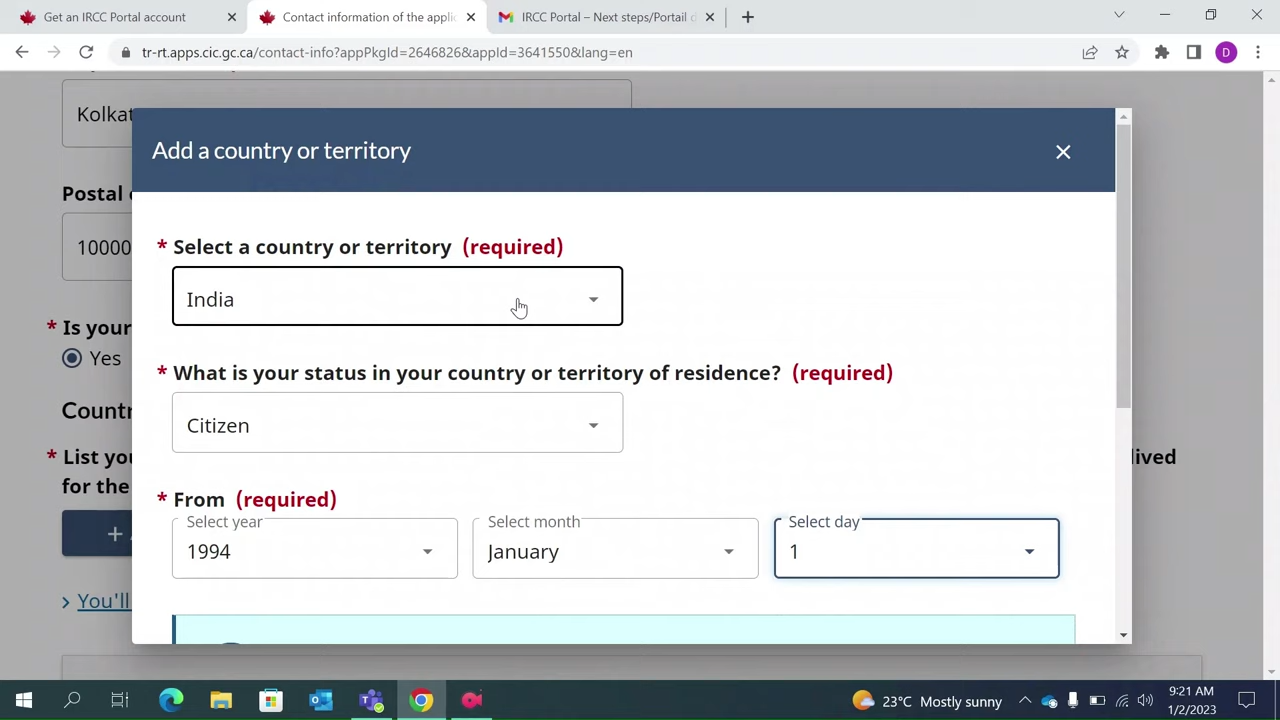 Get an IRCC Portal account
Contact information of the applic
IRCC Portal – Next steps/Portail d
tr-rt.apps.cic.gc.ca/contact-info?appPkgId=2646826&appId=3641550&lang=en
D
Kolkat
Add a country or territory
Postal
10000
* Select a country or territory (required)
India
* Is your
Yes
* What is your status in your country or territory of residence? (required)
Citizen
Countr
* List you
lived
for the
* From (required)
Select year
Select month
Select day
1994
January
1
+
You'll
23°C Mostly sunny
9:21 AM
1/2/2023